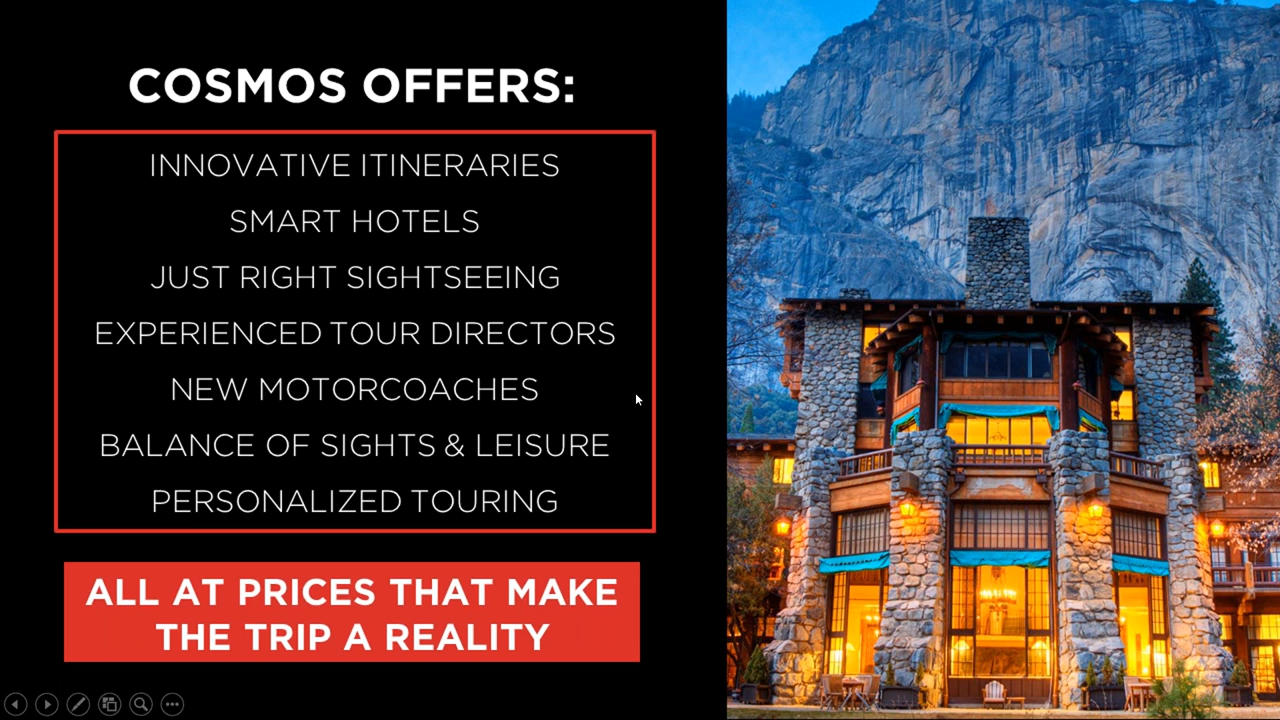 COSMOS OFFERS:
INNOVATIVE ITINERARIES
SMART HOTELS
JUST RIGHT SIGHTSEEING
EXPERIENCED TOUR DIRECTORS
NEW MOTORCOACHES
BALANCE OF SIGHTS & LEISURE
PERSONALIZED TOURING
ALL AT PRICES THAT MAKE
THE TRIP A REALITY